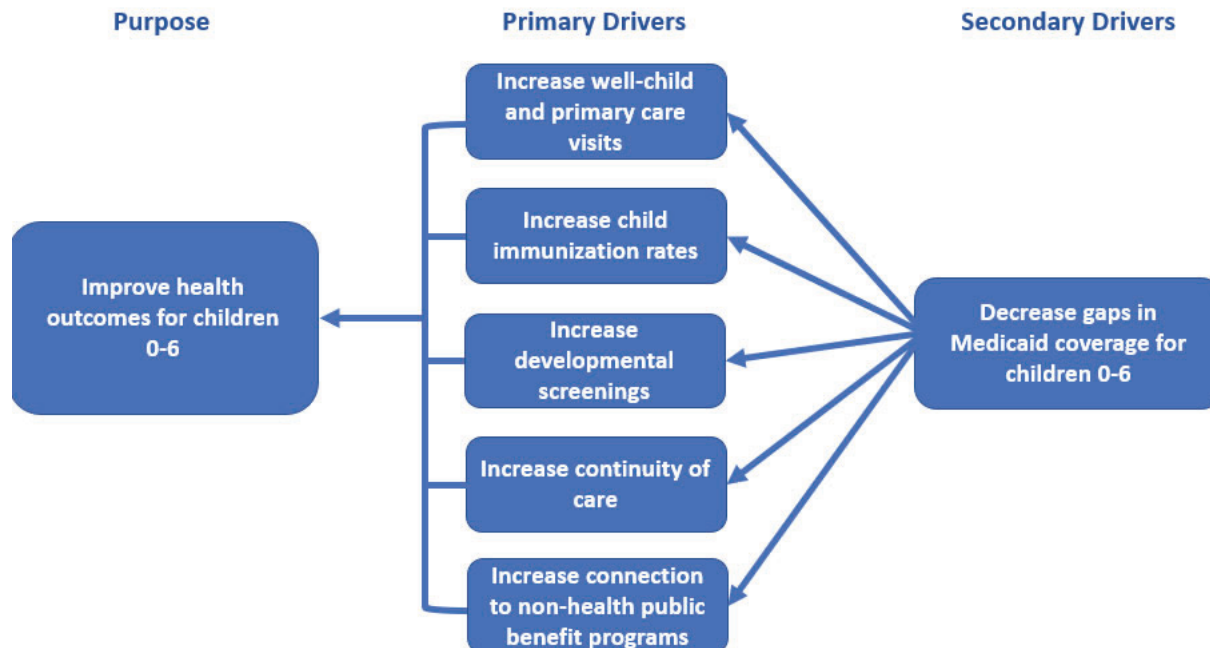 Purpose
Primary Drivers
Secondary Drivers
Improve health
outcomes for children
0-6
Increase well-child
and primary care
visits
Increase child
immunization rates
Increase
developmental
screenings
Increase continuity of
care
Increase connection
to non-health public
benefit programs
Decrease gaps in
Medicaid coverage for
children 0-6